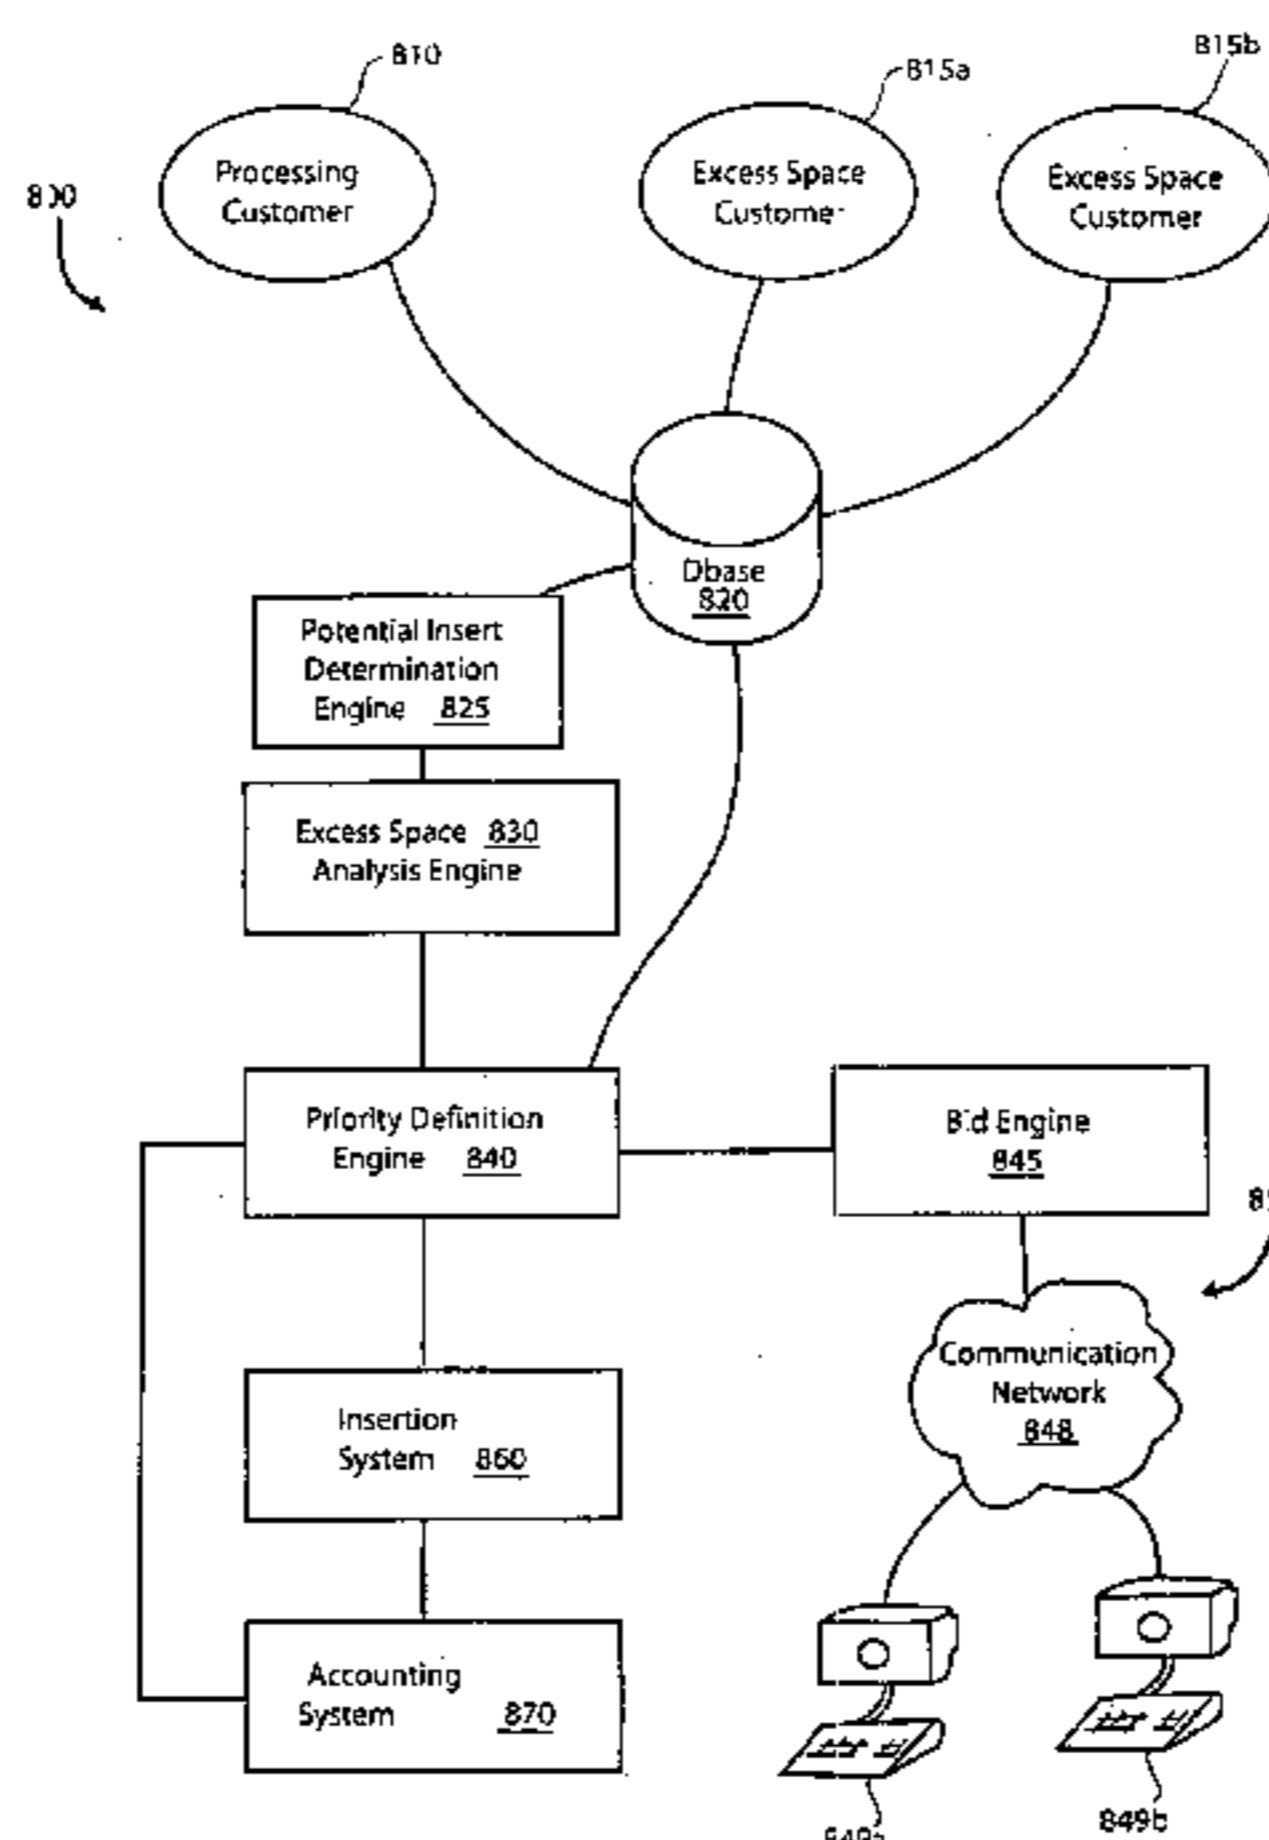 810
815a
815b
800
Processing
Customer
Excess Space
Customer
Excess Space
Customer
Dbase
820
Potential Insert
Determination
Engine 825
Excess Space 830
Analysis Engine
Priority Definition
Engine 840
Bid Engine
845
Communication
Network
848
Insertion
System 860
Accounting
System 870
849a
849b